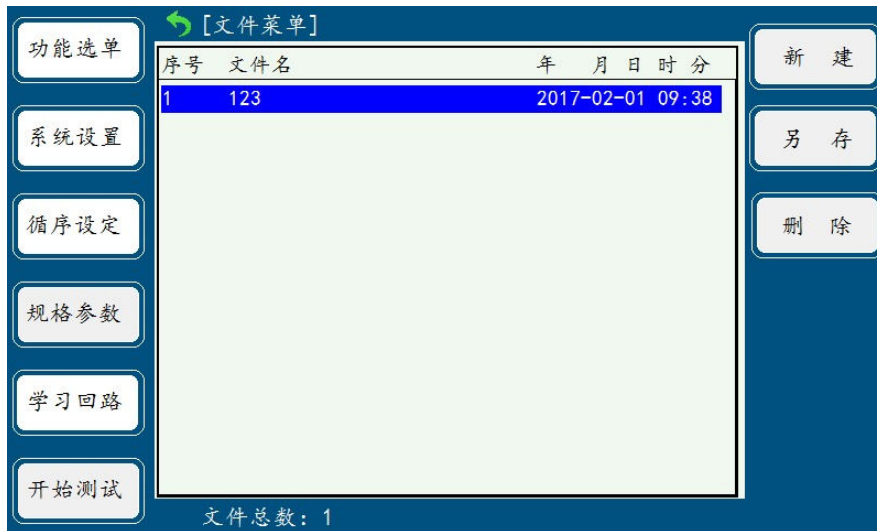 [文件菜单]
功能选单
系统设置
循序设定
规格参数
学习回路
开始测试
序号 文件名 年 月 日 时 分
1 123 2017-02-01 09:38
文件总数: 1
新 建
另 存
删 除